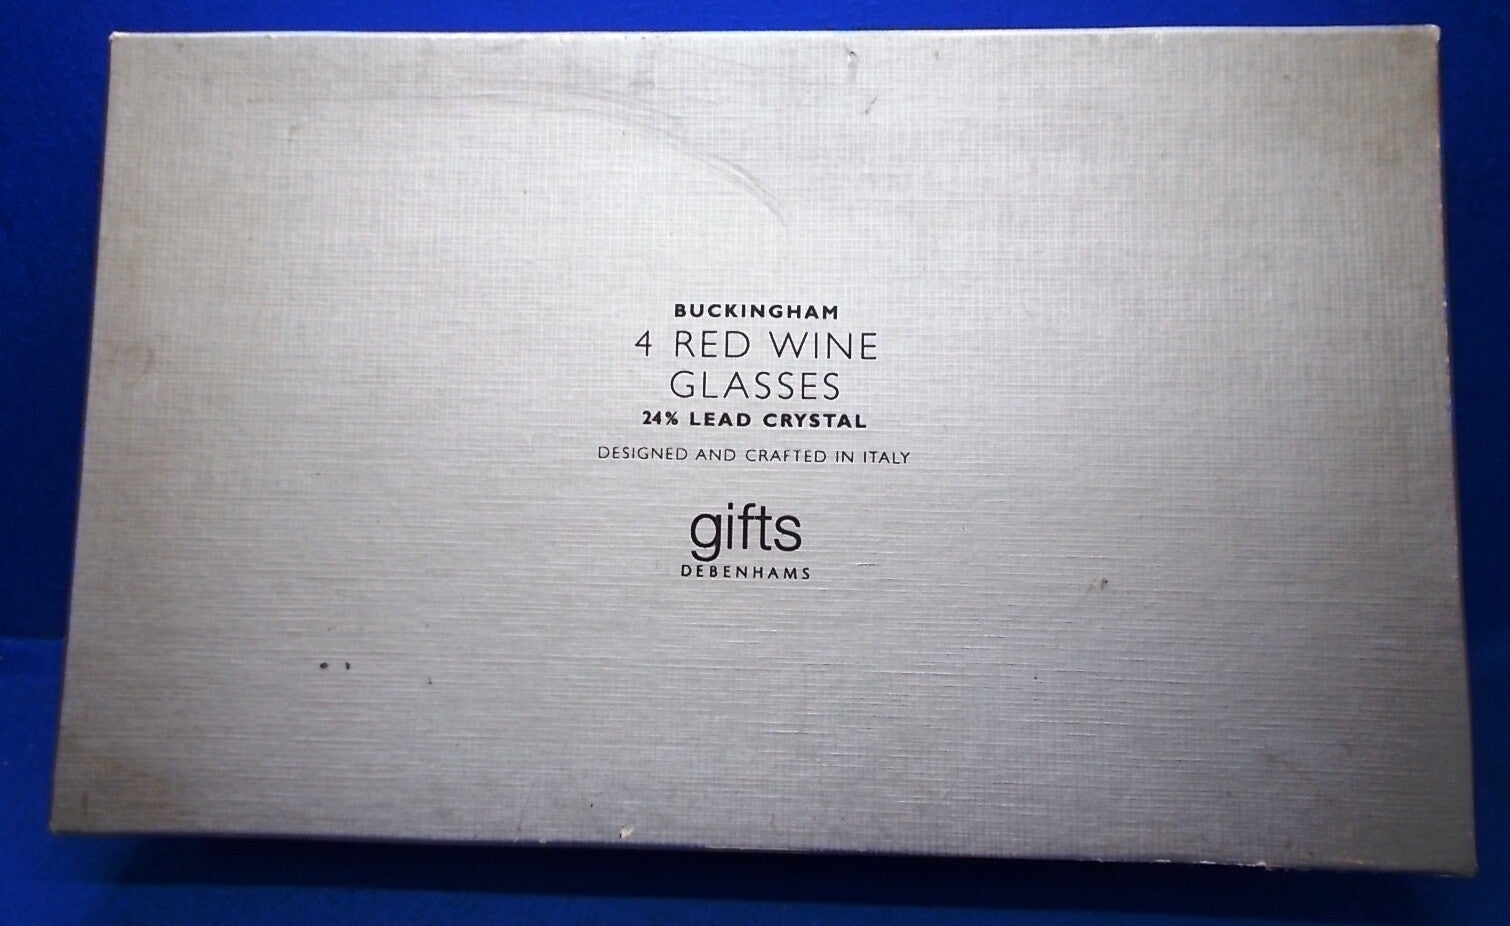 BUCKINGHAM
4 RED WINE
GLASSES
24% LEAD CRYSTAL
DESIGNED AND CRAFTED IN ITALY
gifts
DEBENHAMS